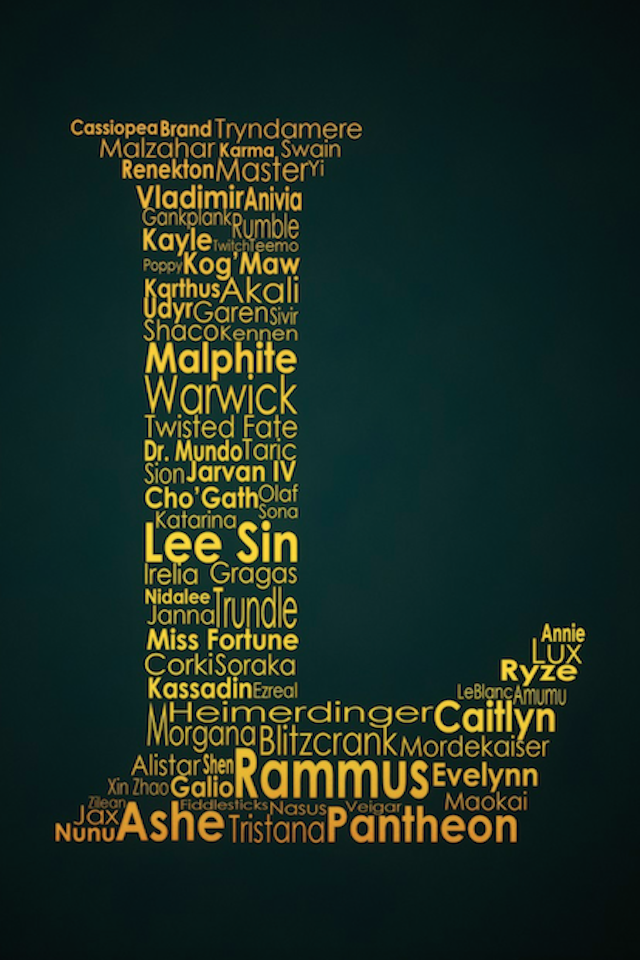 Cassiopea Brand Tryndamere
Malzahar Karma Swain
Renekton Master Yi
Vladimir Anivia
Gankplank Rumble
Kayle Twitch Teemo
Poppy Kog'Maw
Karthus Akali
Udyr Garen Sivir
Shaco Kennen
Malphite
Warwick
Twisted Fate
Dr. Mundo Taric
Sion Jarvan IV
Cho'Gath Olaf
Katarina Sona
Lee Sin
Irelia Gragas
Nidalee
Janna Trundle
Miss Fortune
Corki Soraka
Kassadin Ezreal
Annie
Lux
Ryze
LeBlanc Amumu
Heimerdinger Caitlyn
Morgana Blitzcrank Mordekaiser
Alistar Shen Rammus Evelynn
Xin Zhao Galio Maokai
Zilean Fiddlesticks Nasus Veigar
Jax
Nunu Ashe Tristana Pantheon